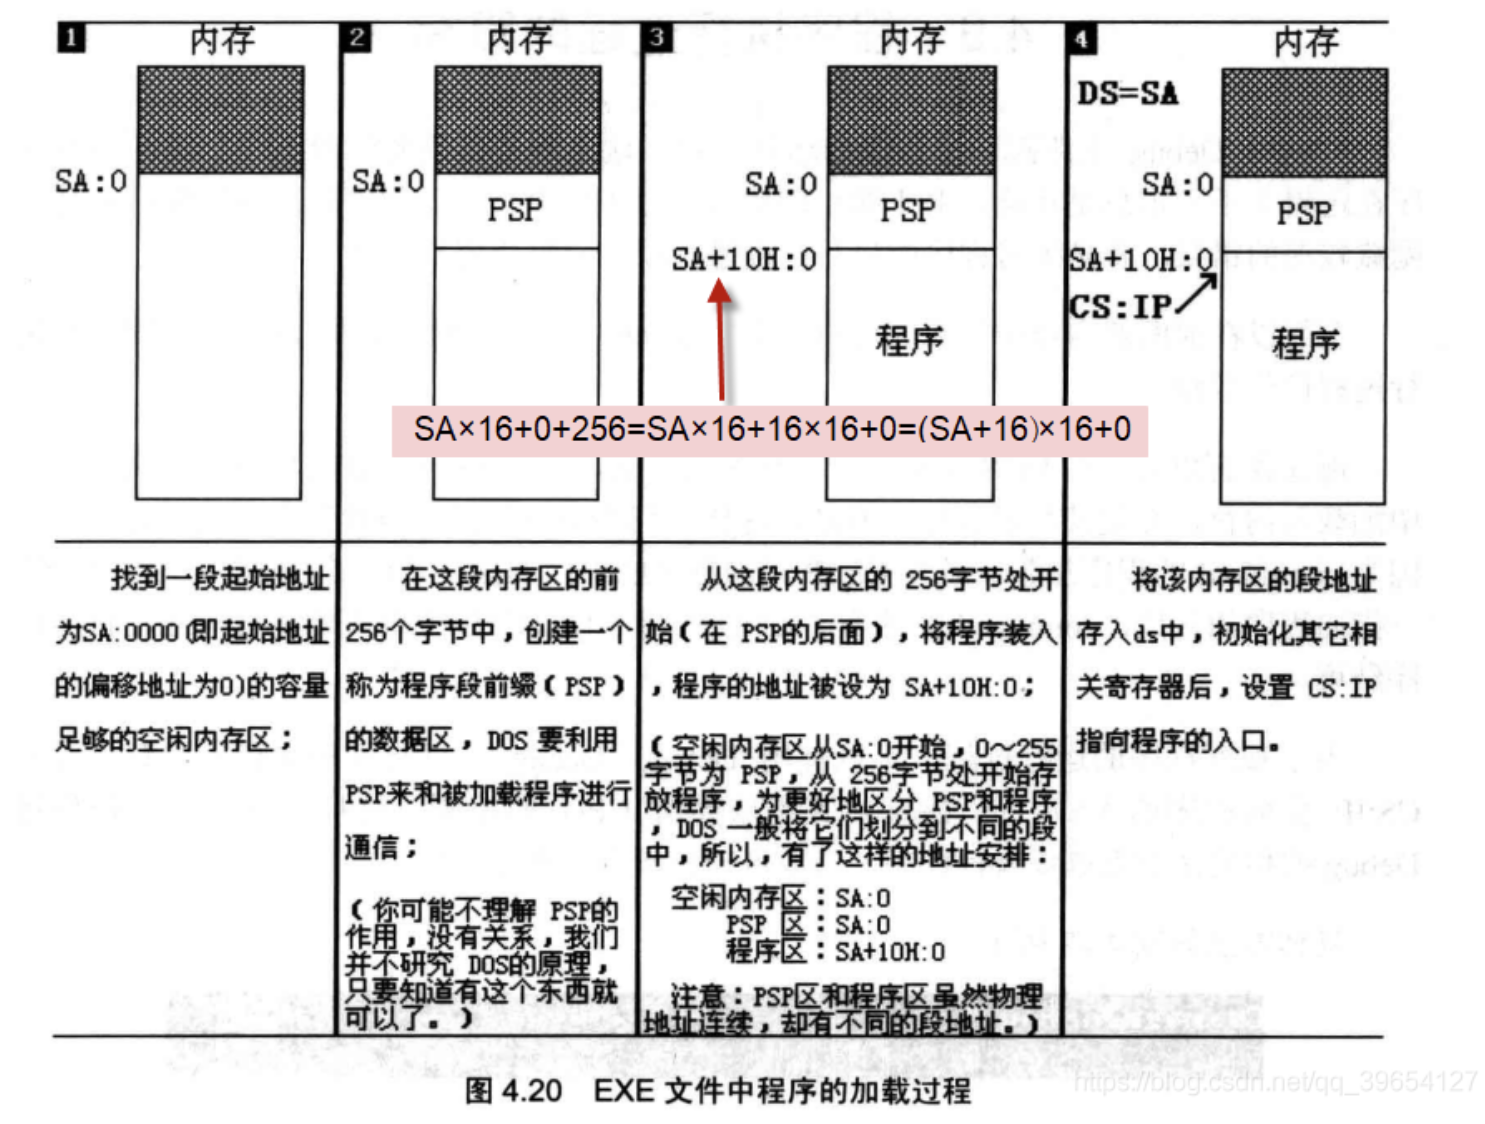 1
内存
SA:0
2
内存
SA:0
PSP
3
内存
SA:0
PSP
SA+10H:0
程序
4
内存
DS=SA
SA:0
PSP
SA+10H:0
CS:IP
程序
SA×16+0+256=SA×16+16×16+0=(SA+16)×16+0
找到一段起始地址
为SA:0000(即起始地址
的偏移地址为0)的容量
足够的空闲内存区；
在这段内存区的前
256个字节中，创建一个
称为程序段前缀（PSP）
的数据区，DOS 要利用
PSP来和被加载程序进行
通信；
（你可能不理解 PSP的
作用，没有关系，我们
并不研究 DOS的原理，
只要知道有这个东西就
可以了。）
从这段内存区的 256字节处开
始（在 PSP的后面），将程序装入
，程序的地址被设为 SA+10H:0；
（空闲内存区从SA:0开始，0～255
字节为 PSP，从 256字节处开始存
放程序，为更好地区分 PSP和程序
，DOS 一般将它们划分到不同的段
中，所以，有了这样的地址安排：
空闲内存区：SA:0
PSP 区：SA:0
程序区：SA+10H:0
注意：PSP区和程序区虽然物理
地址连续，却有不同的段地址。）
将该内存区的段地址
存入ds中，初始化其它相
关寄存器后，设置 CS:IP
指向程序的入口。
图 4.20 EXE 文件中程序的加载过程
https://blog.csdn.net/qq_39654127